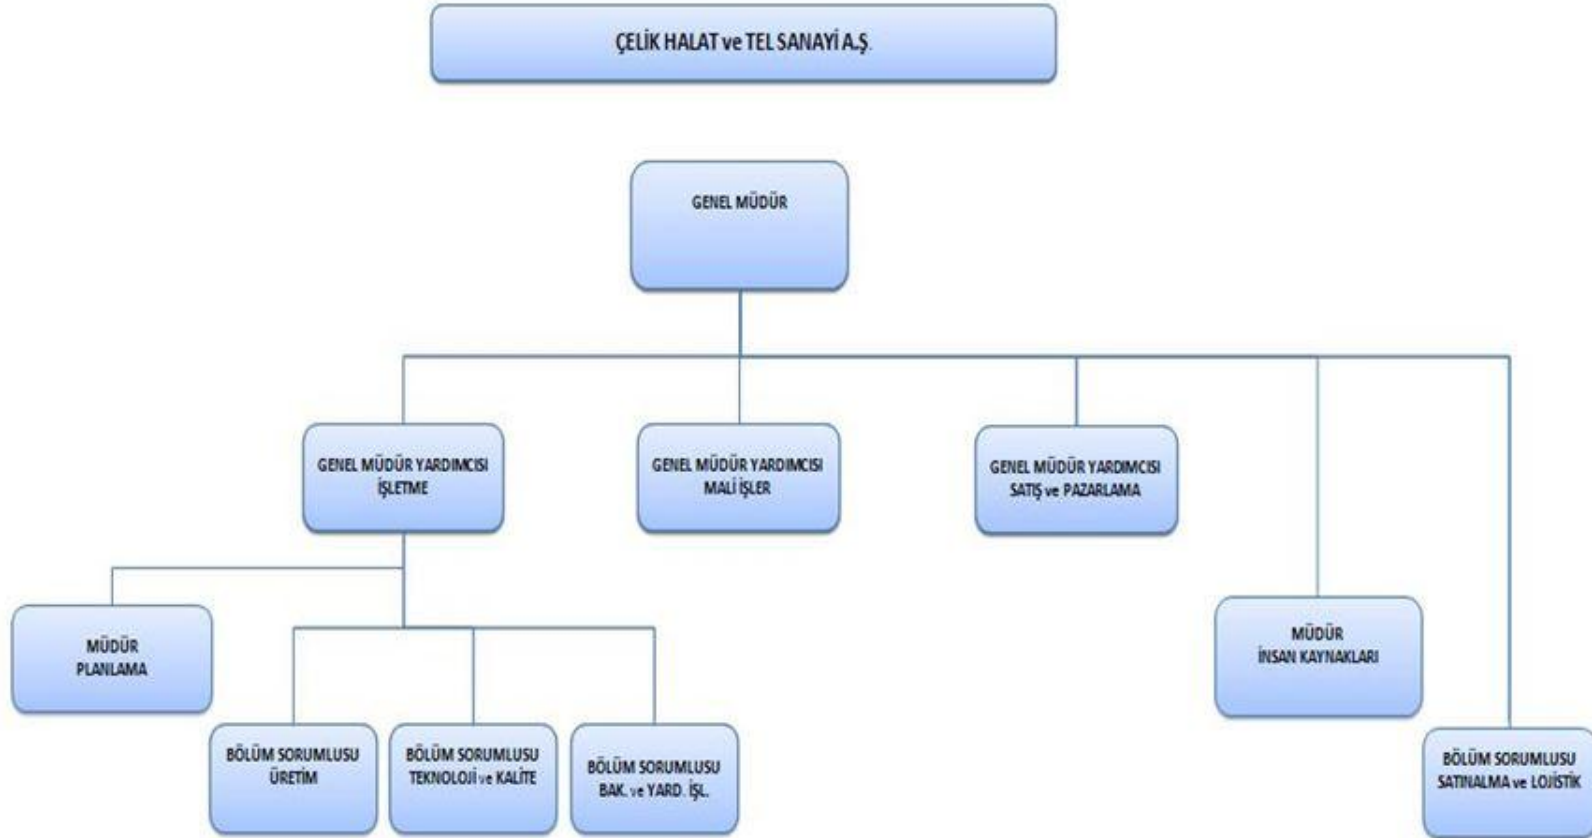 ÇELİK HALAT ve TEL SANAYİ A.Ş.
GENEL MÜDÜR
GENEL MÜDÜR YARDIMCISI
İŞLETME
GENEL MÜDÜR YARDIMCISI
MALİ İŞLER
GENEL MÜDÜR YARDIMCISI
SATIŞ ve PAZARLAMA
MÜDÜR
PLANLAMA
MÜDÜR
İNSAN KAYNAKLARI
BÖLÜM SORUMLUSU
ÜRETİM
BÖLÜM SORUMLUSU
TEKNOLOJİ ve KALİTE
BÖLÜM SORUMLUSU
BAK. ve YARD. İŞL.
BÖLÜM SORUMLUSU
SATINALMA ve LOJİSTİK